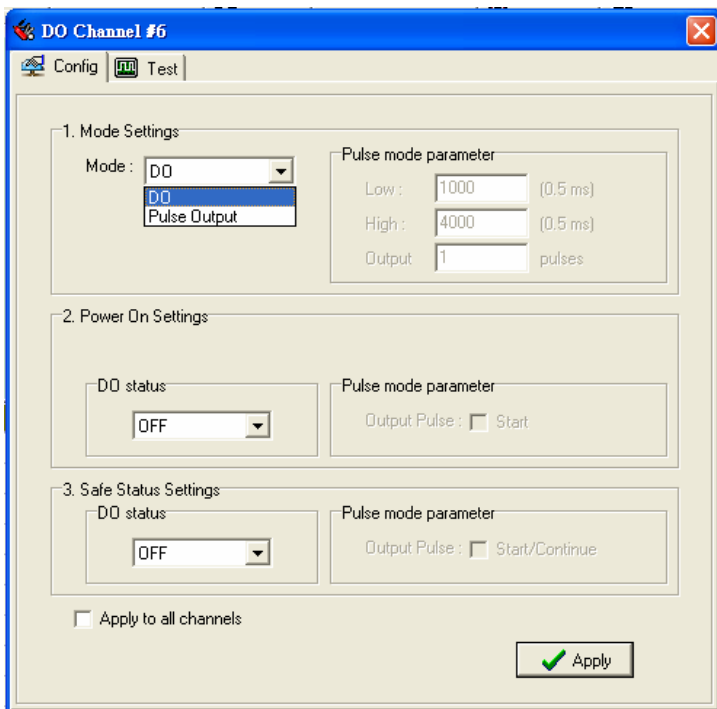 DO Channel #6
Config Test
1. Mode Settings
Mode : DO
DO
Pulse Output
Pulse mode parameter
Low : 1000 (0.5 ms)
High : 4000 (0.5 ms)
Output 1 pulses
2. Power On Settings
DO status
OFF
Pulse mode parameter
Output Pulse : Start
3. Safe Status Settings
DO status
OFF
Pulse mode parameter
Output Pulse : Start/Continue
Apply to all channels
Apply